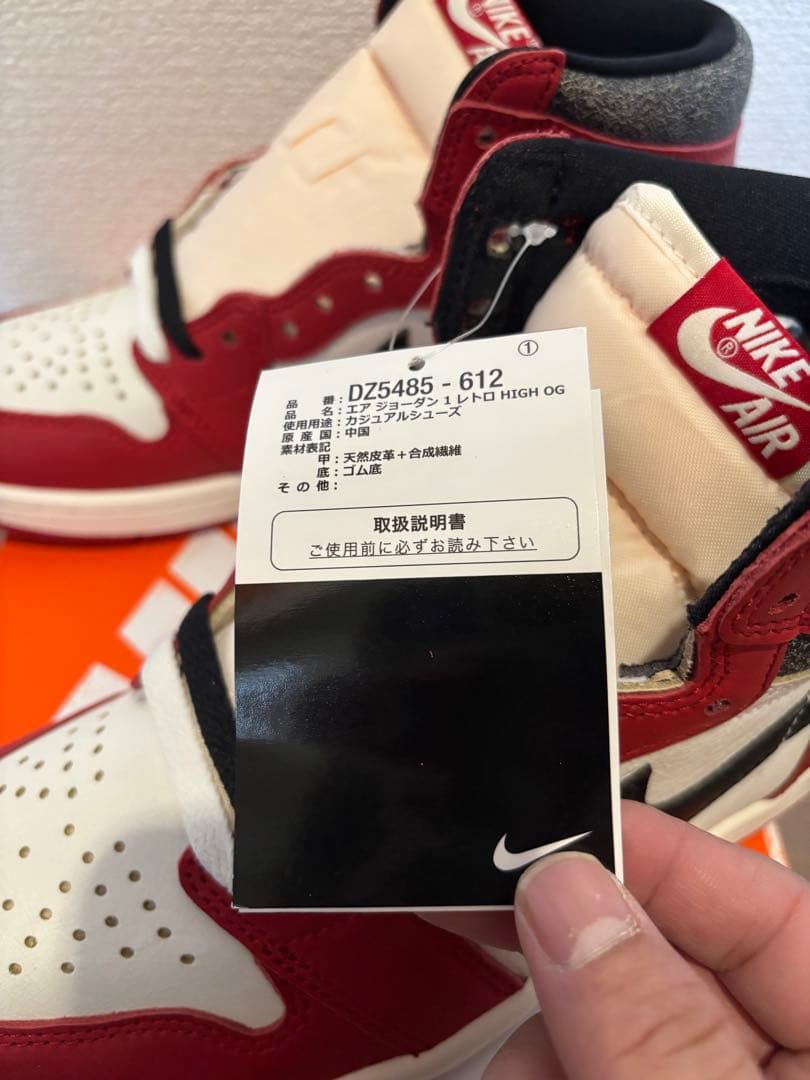 NIKE
AIR
①
品番：DZ5485 - 612
品名：エア ジョーダン 1 レトロ HIGH OG
使用用途：カジュアルシューズ
原産国：中国
素材表記
甲：天然皮革＋合成繊維
底：ゴム底
その他：
取扱説明書
ご使用前に必ずお読み下さい
NIKE
®
AIR